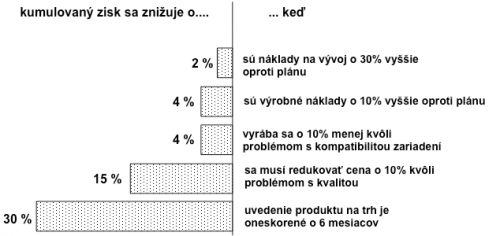 kumulovaný zisk sa znižuje o....
... keď
2 %
sú náklady na vývoj o 30% vyššie
oproti plánu
4 %
sú výrobné náklady o 10% vyššie oproti plánu
4 %
vyrába sa o 10% menej kvôli
problémom s kompatibilitou zariadení
15 %
sa musí redukovať cena o 10% kvôli
problémom s kvalitou
30 %
uvedenie produktu na trh je
oneskorené o 6 mesiacov